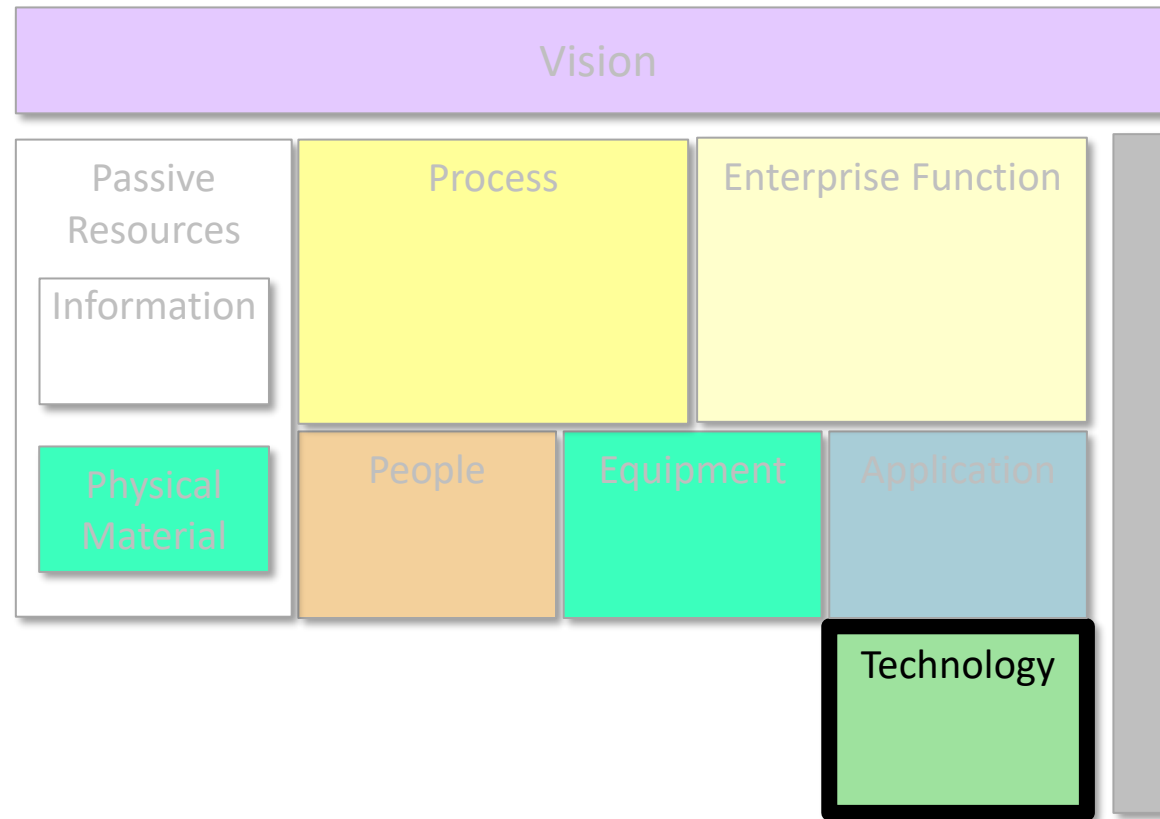 Vision
Passive
Resources
Information
Physical
Material
Process
Enterprise Function
People
Equipment
Application
Technology